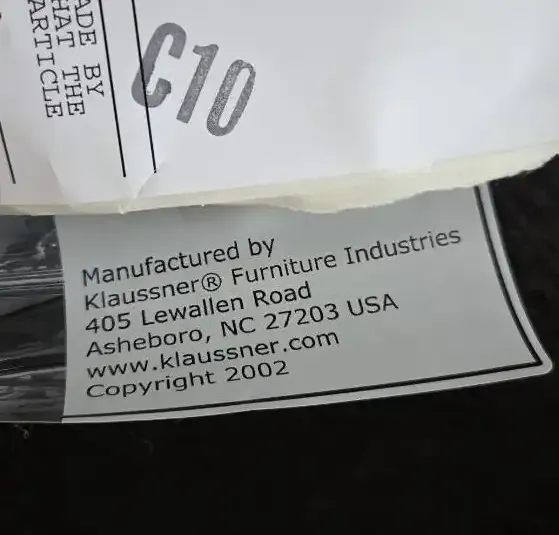 ADE BY
HAT THE
ARTICLE
C10
Manufactured by
Klaussner® Furniture Industries
405 Lewallen Road
Asheboro, NC 27203 USA
www.klaussner.com
Copyright 2002